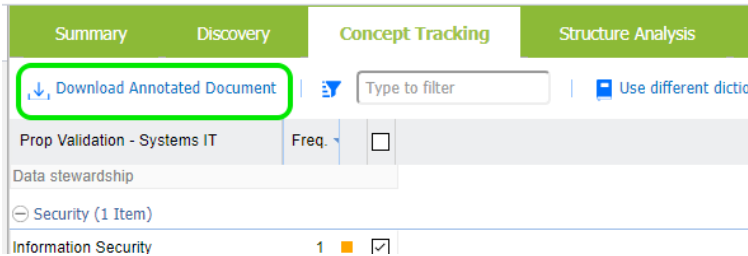 Summary Discovery Concept Tracking Structure Analysis
Download Annotated Document Type to filter Use different dictio
Prop Validation - Systems IT Freq.
Data stewardship
Security (1 Item)
Information Security 1